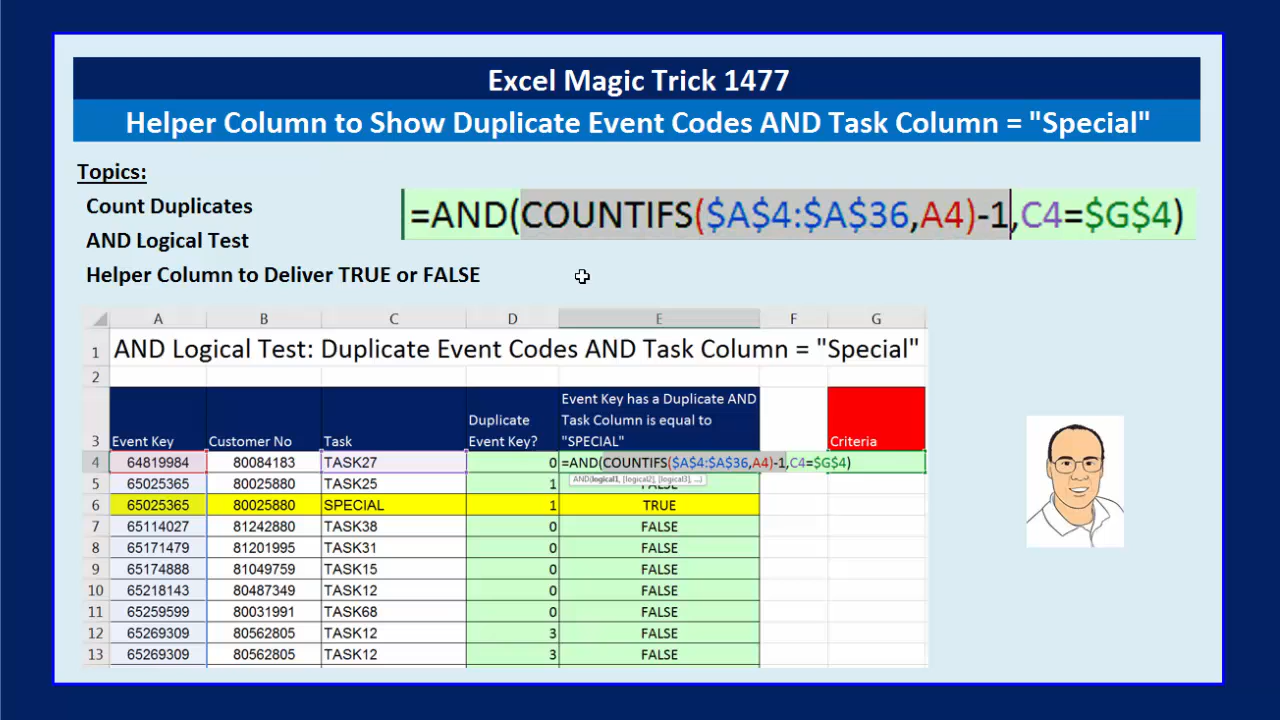 Excel Magic Trick 1477
Helper Column to Show Duplicate Event Codes AND Task Column = "Special"
Topics:
Count Duplicates
AND Logical Test
Helper Column to Deliver TRUE or FALSE
=AND(COUNTIFS($A$4:$A$36,A4)-1,C4=$G$4)
A B C D E F G
1 AND Logical Test: Duplicate Event Codes AND Task Column = "Special"
2
Event Key has a Duplicate AND
Duplicate Task Column is equal to
3 Event Key Customer No Task Event Key? "SPECIAL" Criteria
4 64819984 80084183 TASK27 0 =AND(COUNTIFS($A$4:$A$36,A4)-1,C4=$G$4)
AND(logical1, [logical2], [logical3], ...)
5 65025365 80025880 TASK25 1 FALSE
6 65025365 80025880 SPECIAL 1 TRUE
7 65114027 81242880 TASK38 0 FALSE
8 65171479 81201995 TASK31 0 FALSE
9 65174888 81049759 TASK15 0 FALSE
10 65218143 80487349 TASK12 0 FALSE
11 65259599 80031991 TASK68 0 FALSE
12 65269309 80562805 TASK12 3 FALSE
13 65269309 80562805 TASK12 3 FALSE